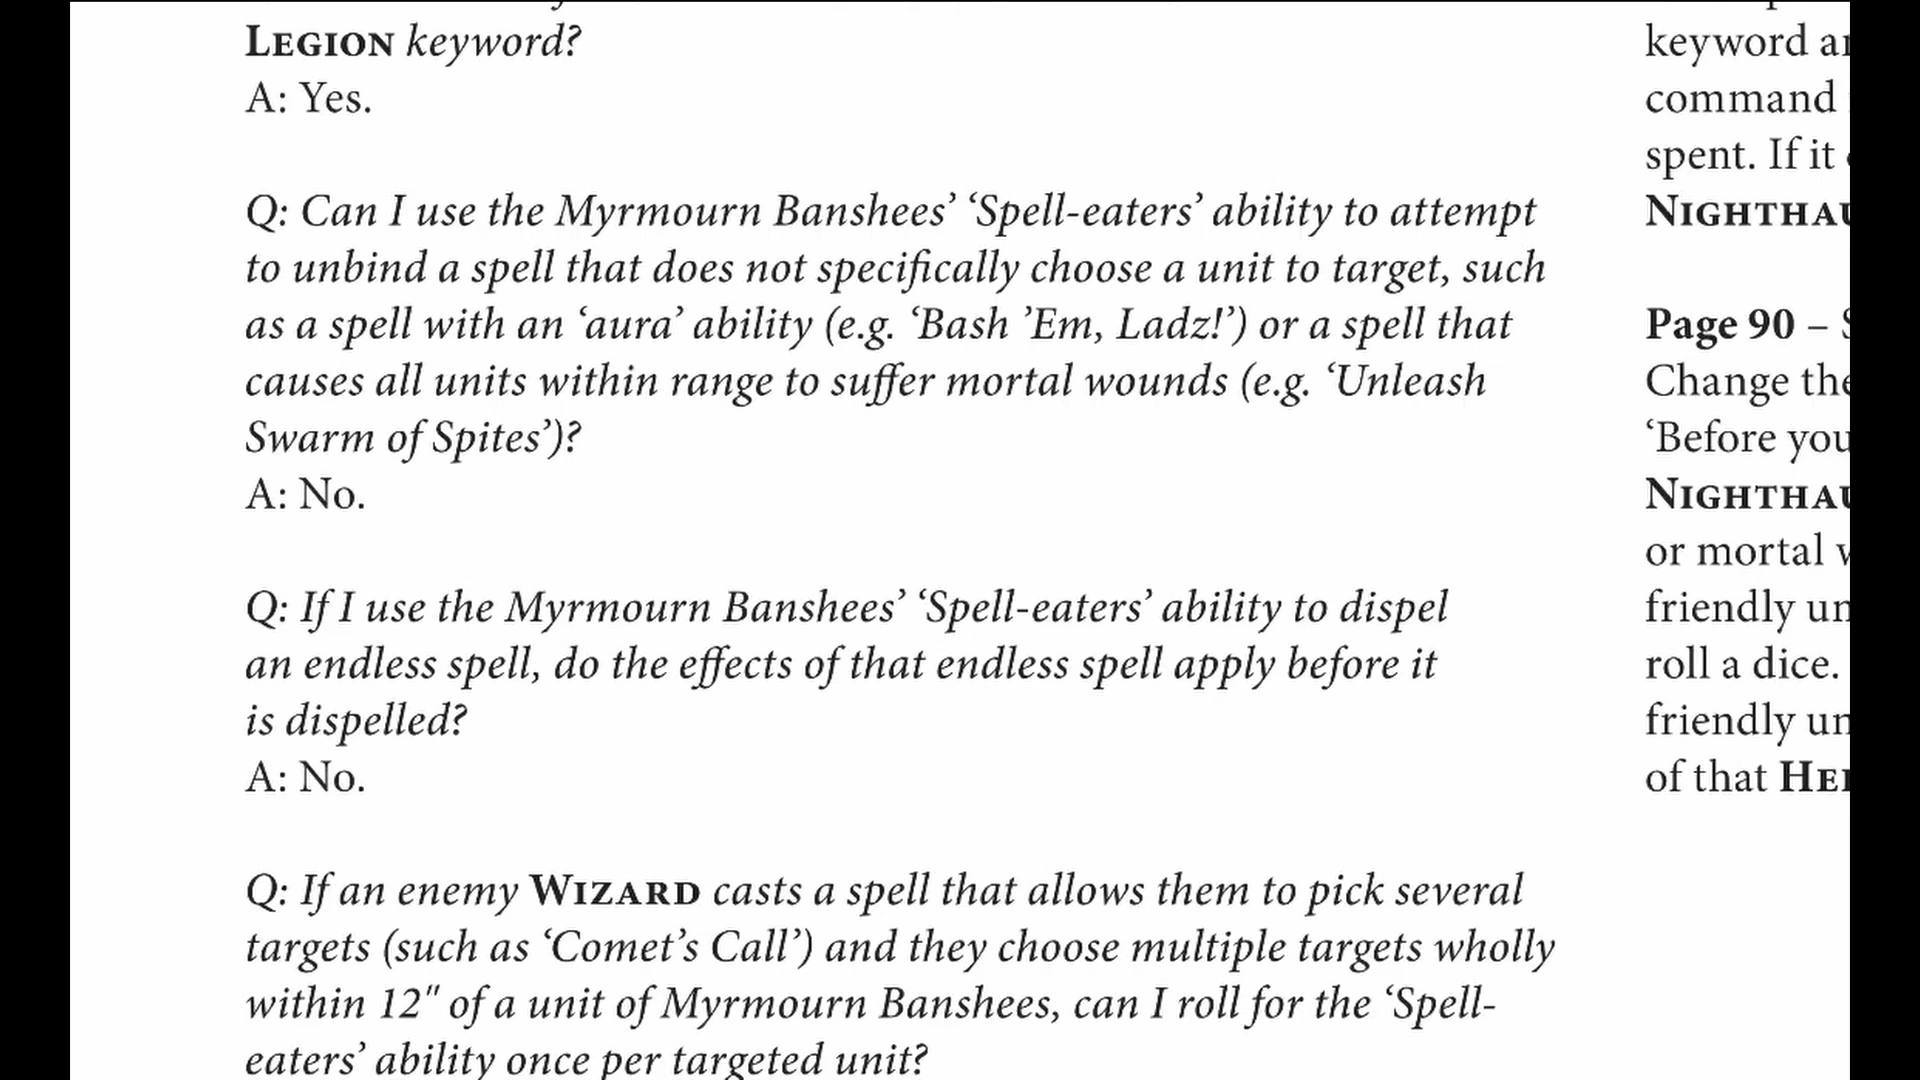 LEGION keyword?
A: Yes.
Q: Can I use the Myrmourn Banshees’ ‘Spell-eaters’ ability to attempt
to unbind a spell that does not specifically choose a unit to target, such
as a spell with an ‘aura’ ability (e.g. ‘Bash ’Em, Ladz!’) or a spell that
causes all units within range to suffer mortal wounds (e.g. ‘Unleash
Swarm of Spites’)?
A: No.
Q: If I use the Myrmourn Banshees’ ‘Spell-eaters’ ability to dispel
an endless spell, do the effects of that endless spell apply before it
is dispelled?
A: No.
Q: If an enemy WIZARD casts a spell that allows them to pick several
targets (such as ‘Comet’s Call’) and they choose multiple targets wholly
within 12" of a unit of Myrmourn Banshees, can I roll for the ‘Spell-
eaters’ ability once per targeted unit?
keyword
command
spent. If it
Page 90 –
Change the
‘Before you
or mortal
friendly
roll a dice.
friendly
of that